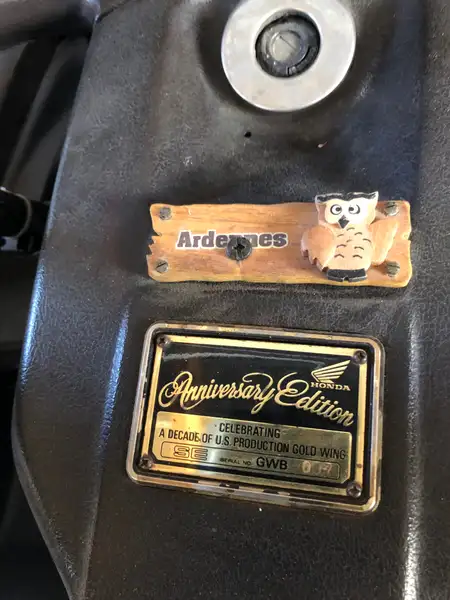 Ardennes
HONDA
Anniversary Edition
CELEBRATING
A DECADE OF U.S. PRODUCTION GOLD WING
SE SERIAL NO. GWB